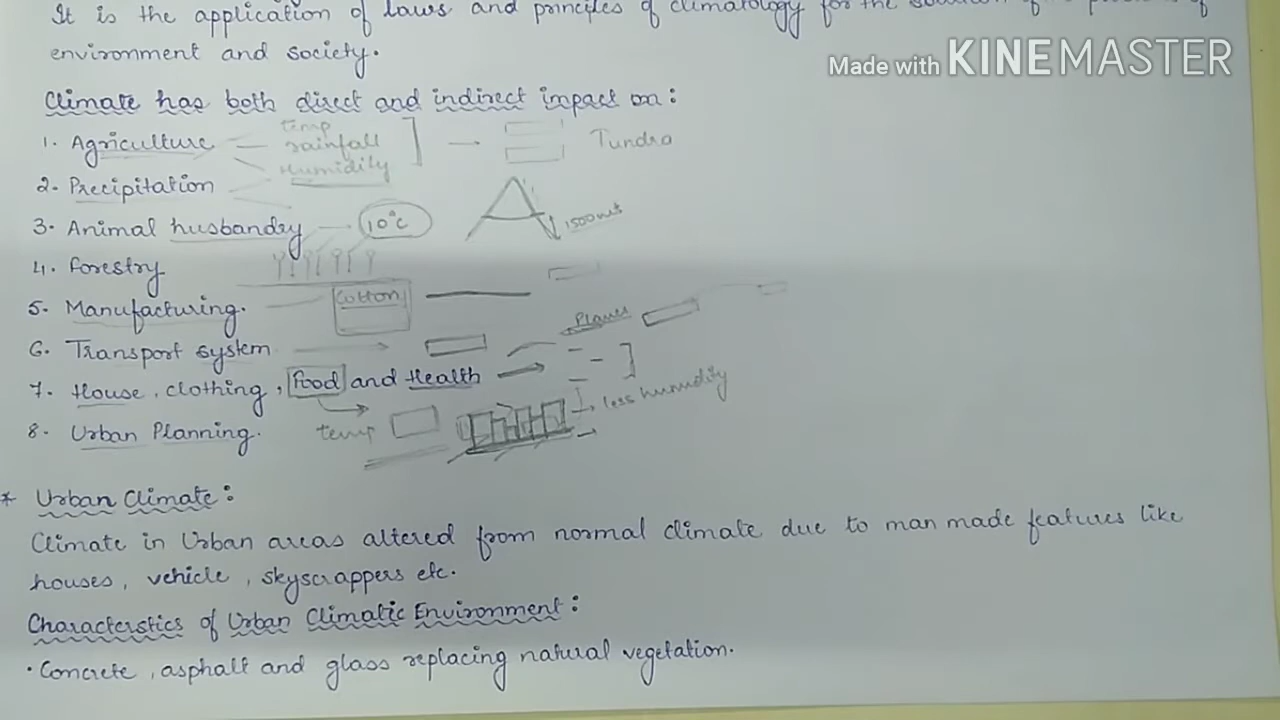 It is the application of laws and principles of climatology for the
environment and society.
Made with KINEMASTER
Climate has both direct and indirect impact on:
1. Agriculture
temp
rainfall
Humidity
Tundra
2. Precipitation
3. Animal husbandry
10°C
1500mt
4. Forestry
5. Manufacturing.
Cotton
6. Transport system
Planes
7. House, clothing, Food and Health
less humidity
8. Urban Planning.
temp
* Urban Climate:
Climate in Urban areas altered from normal climate due to man made features like
houses, vehicle, skyscrappers etc.
Characterstics of Urban Climatic Environment:
• Concrete, asphalt and glass replacing natural vegetation.